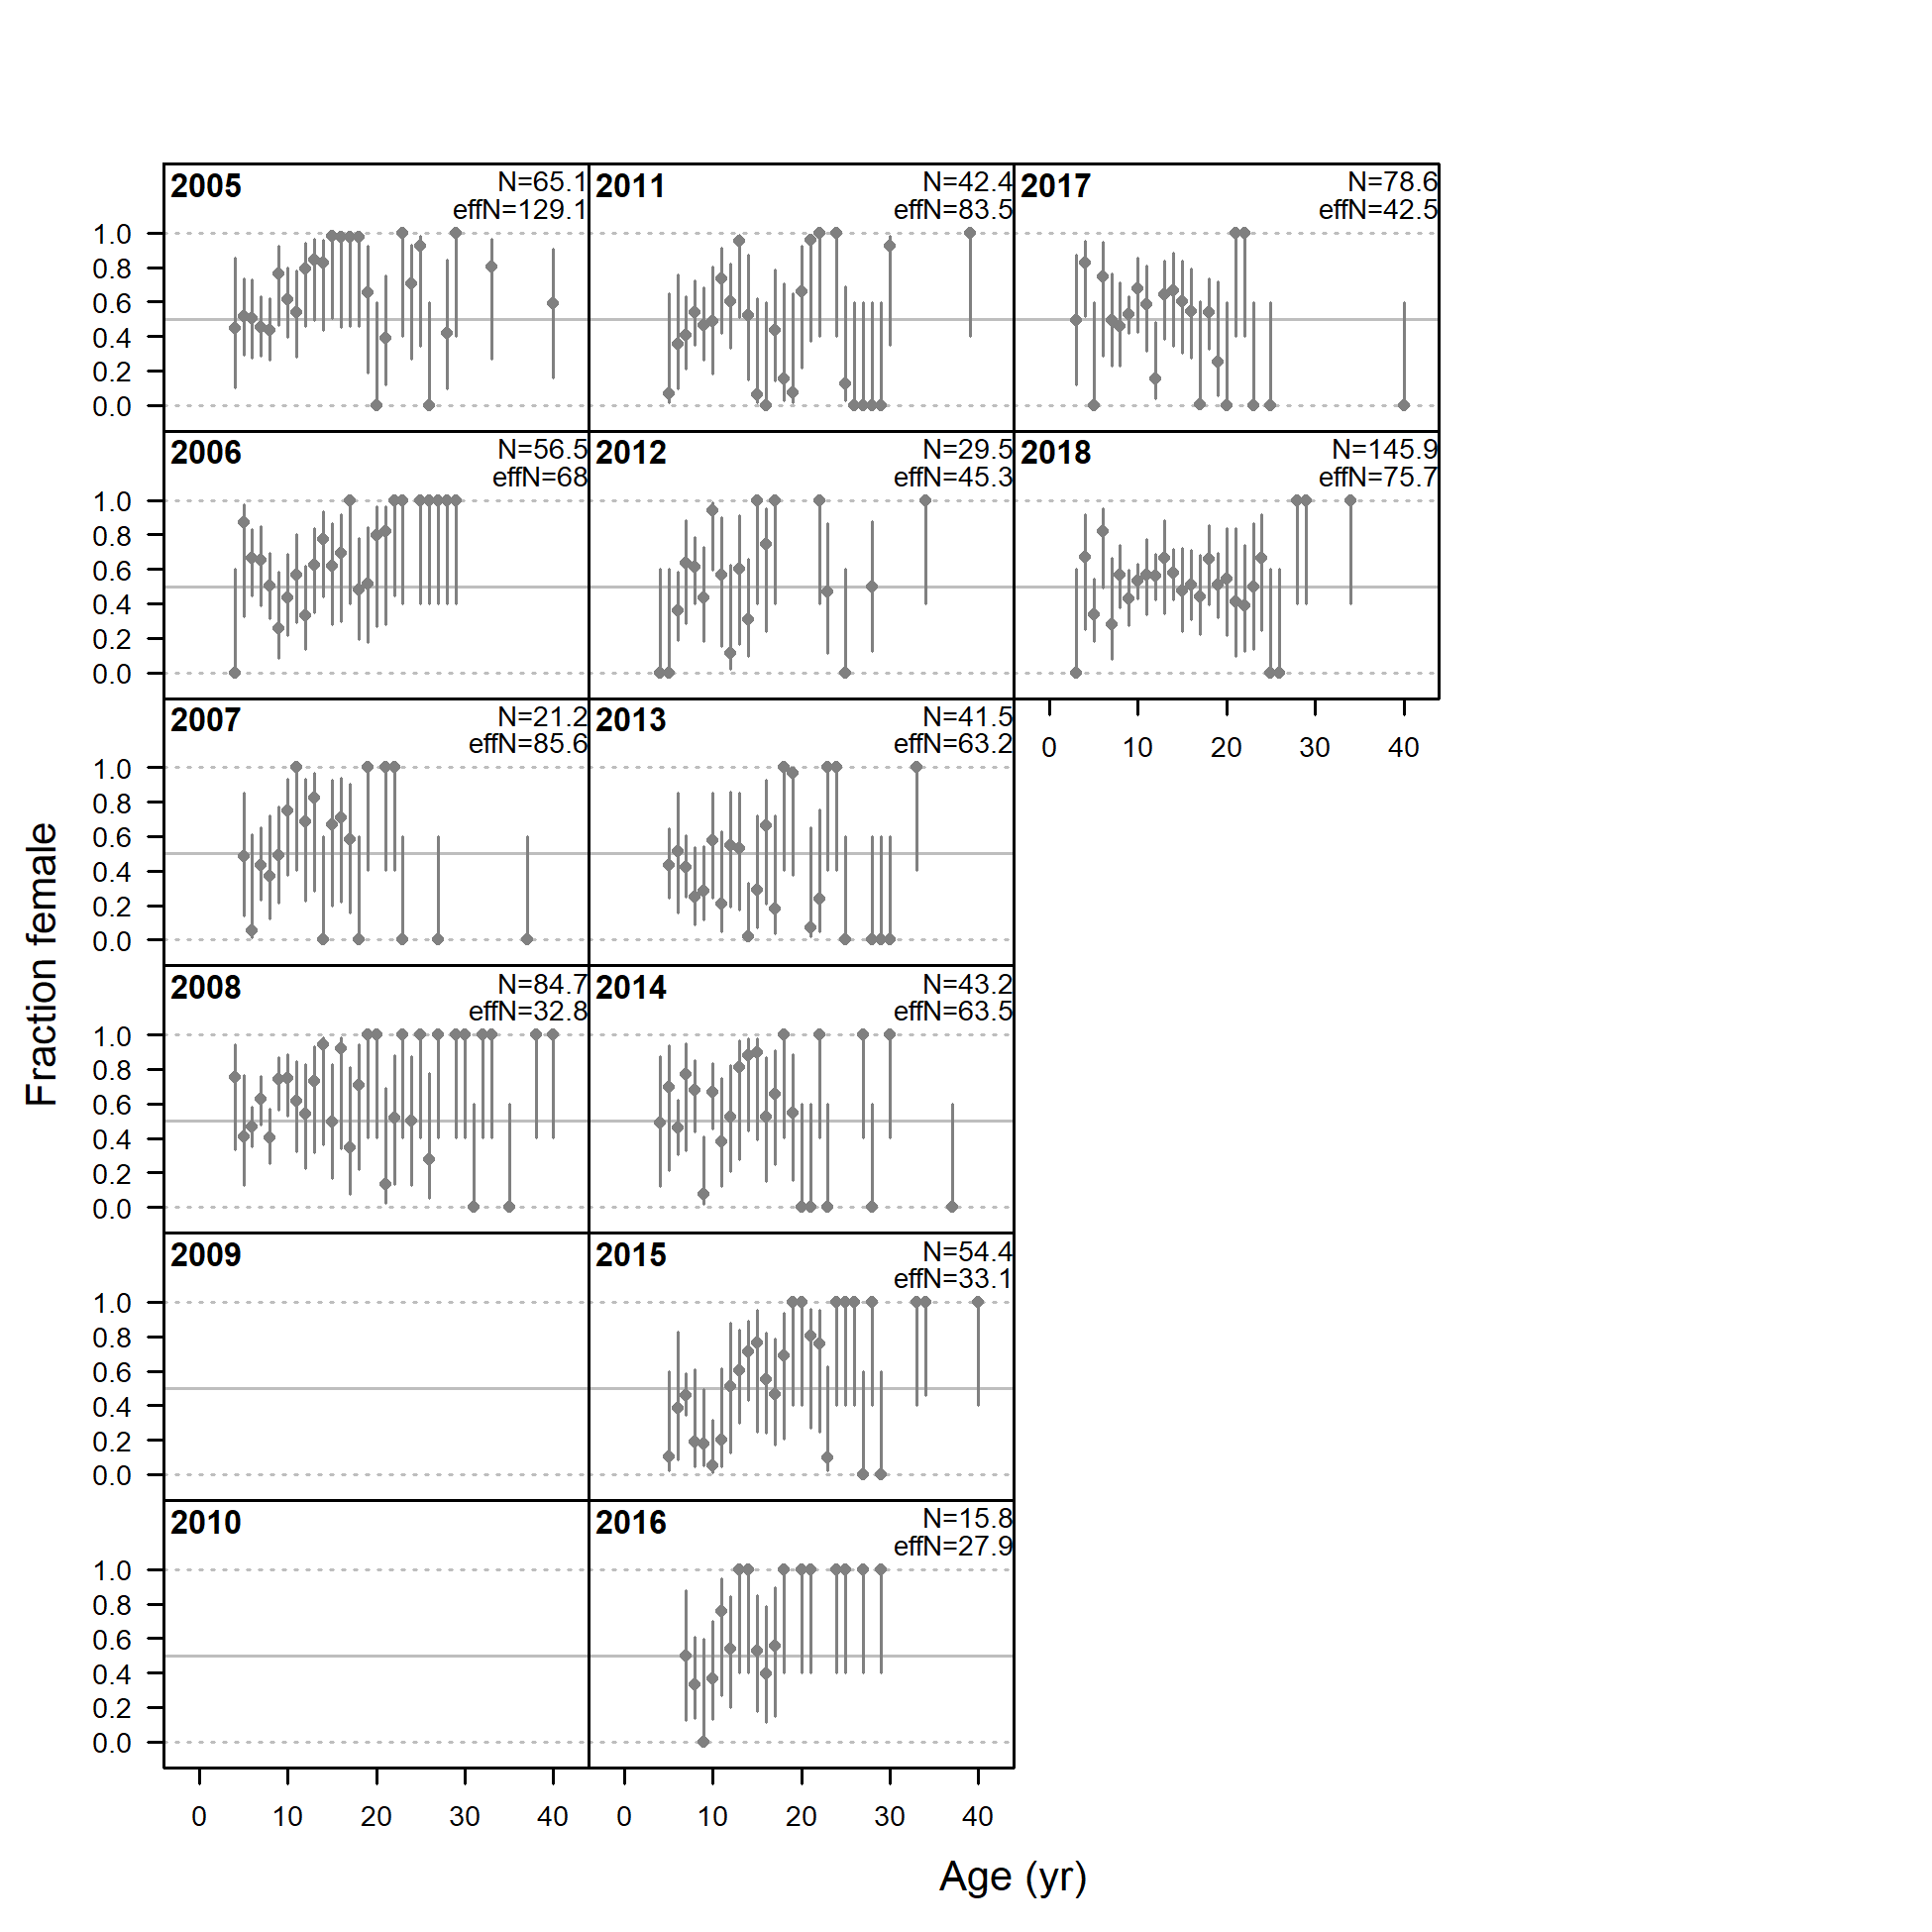 2005
N=65.1
effN=129.1
2011
N=42.4
effN=83.5
2017
N=78.6
effN=42.5
1.0
0.8
0.6
0.4
0.2
0.0
2006
N=56.5
effN=68
2012
N=29.5
effN=45.3
2018
N=145.9
effN=75.7
1.0
0.8
0.6
0.4
0.2
0.0
2007
N=21.2
effN=85.6
2013
N=41.5
effN=63.2
0 10 20 30 40
1.0
0.8
0.6
0.4
0.2
0.0
2008
N=84.7
effN=32.8
2014
N=43.2
effN=63.5
1.0
0.8
0.6
0.4
0.2
0.0
2009
2015
N=54.4
effN=33.1
1.0
0.8
0.6
0.4
0.2
0.0
2010
2016
N=15.8
effN=27.9
1.0
0.8
0.6
0.4
0.2
0.0
0 10 20 30 40
0 10 20 30 40
Fraction female
Age (yr)